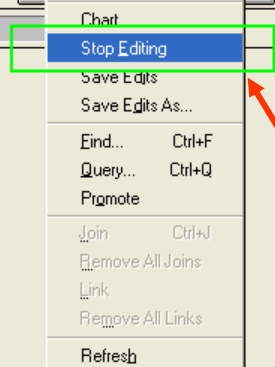 Chart
Stop Editing
Save Edits
Save Edits As...
Find... Ctrl+F
Query... Ctrl+Q
Promote
Join Ctrl+J
Remove All Joins
Link
Remove All Links
Refresh